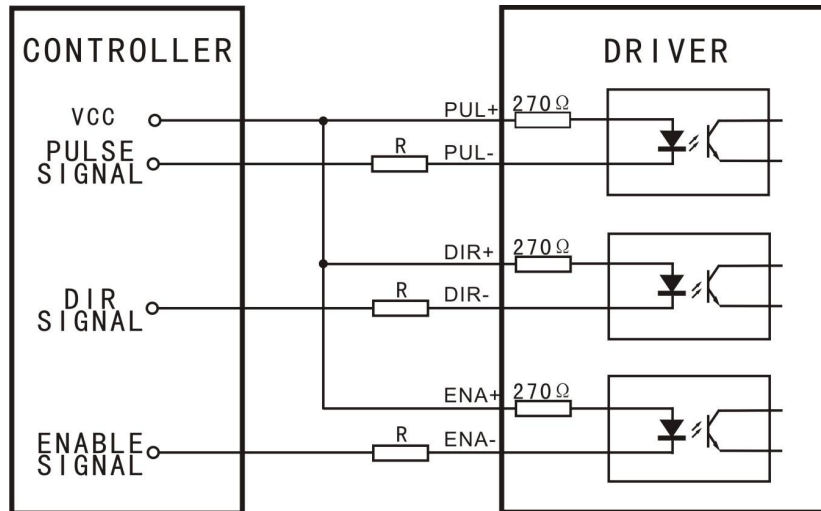 CONTROLLER
DRIVER
VCC
PUL+
270Ω
PULSE
SIGNAL
R
PUL-
DIR+
270Ω
DIR
SIGNAL
R
DIR-
ENA+
270Ω
ENABLE
SIGNAL
R
ENA-